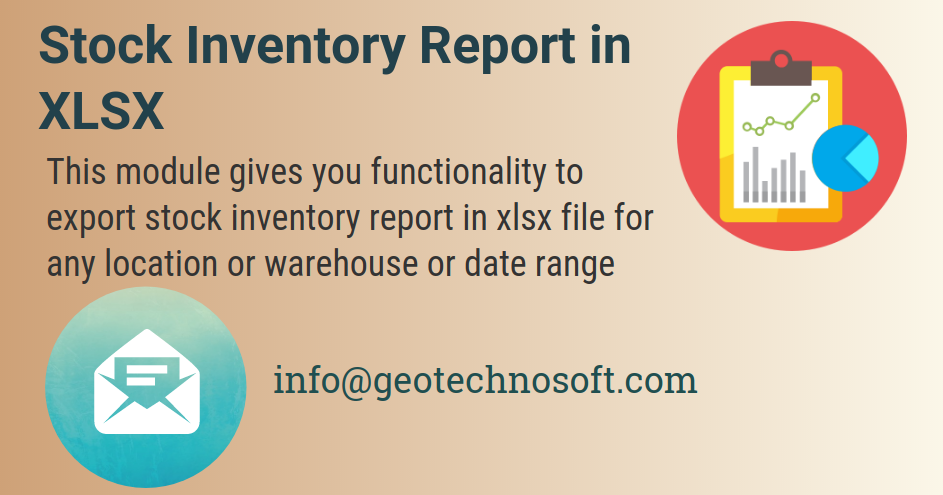 Stock Inventory Report in
XLSX
This module gives you functionality to
export stock inventory report in xlsx file for
any location or warehouse or date range
info@geotechnosoft.com